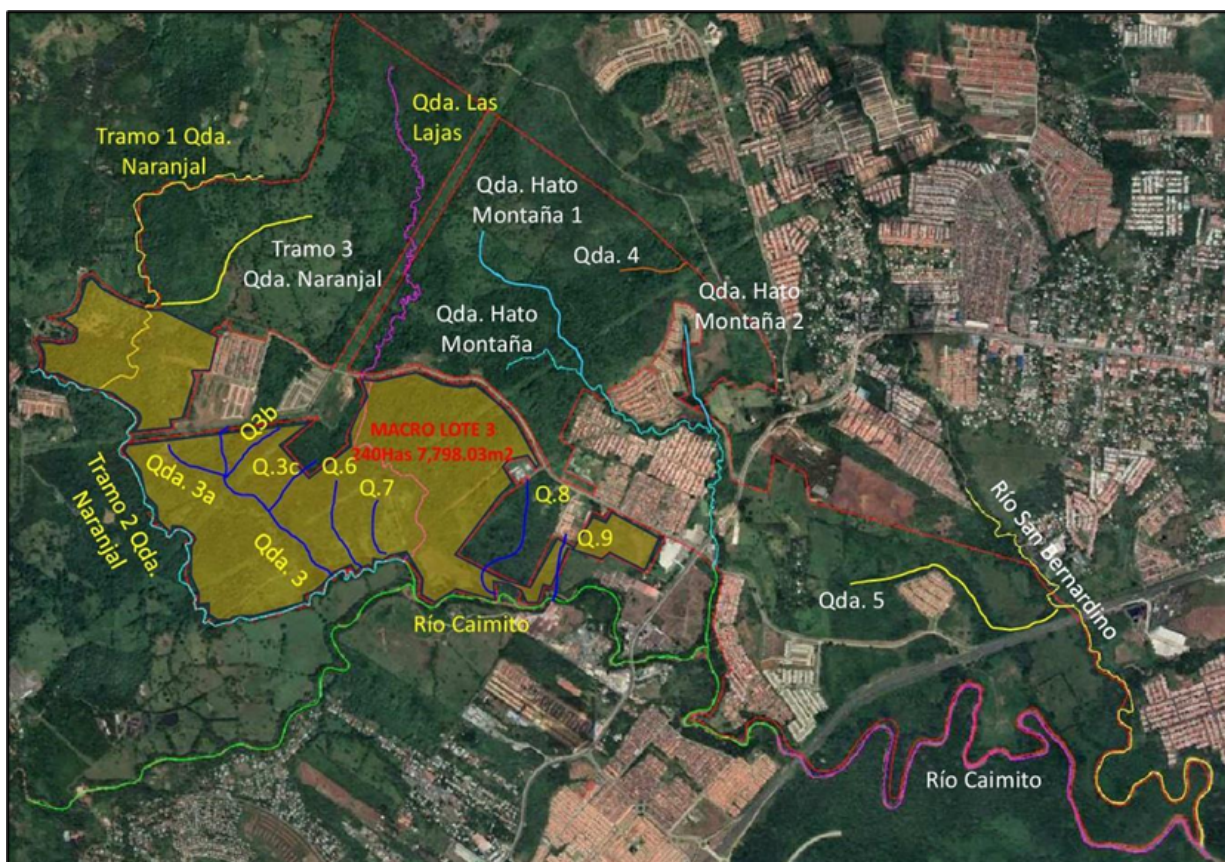 Qda. Las
Lajas
Tramo 1 Qda.
Naranjal
Qda. Hato
Montaña 1
Tramo 3
Qda. Naranjal
Qda. 4
Qda. Hato
Montaña 2
Qda. Hato
Montaña
Q3b
MACRO LOTE 3
240Has 7,798.03m2
Qda. 3a
Q.3c
Q.6
Q.7
Q.8
Q.9
Tramo 2 Qda.
Naranjal
Qda. 3
Río San Bernardino
Qda. 5
Río Caimito
Río Caimito